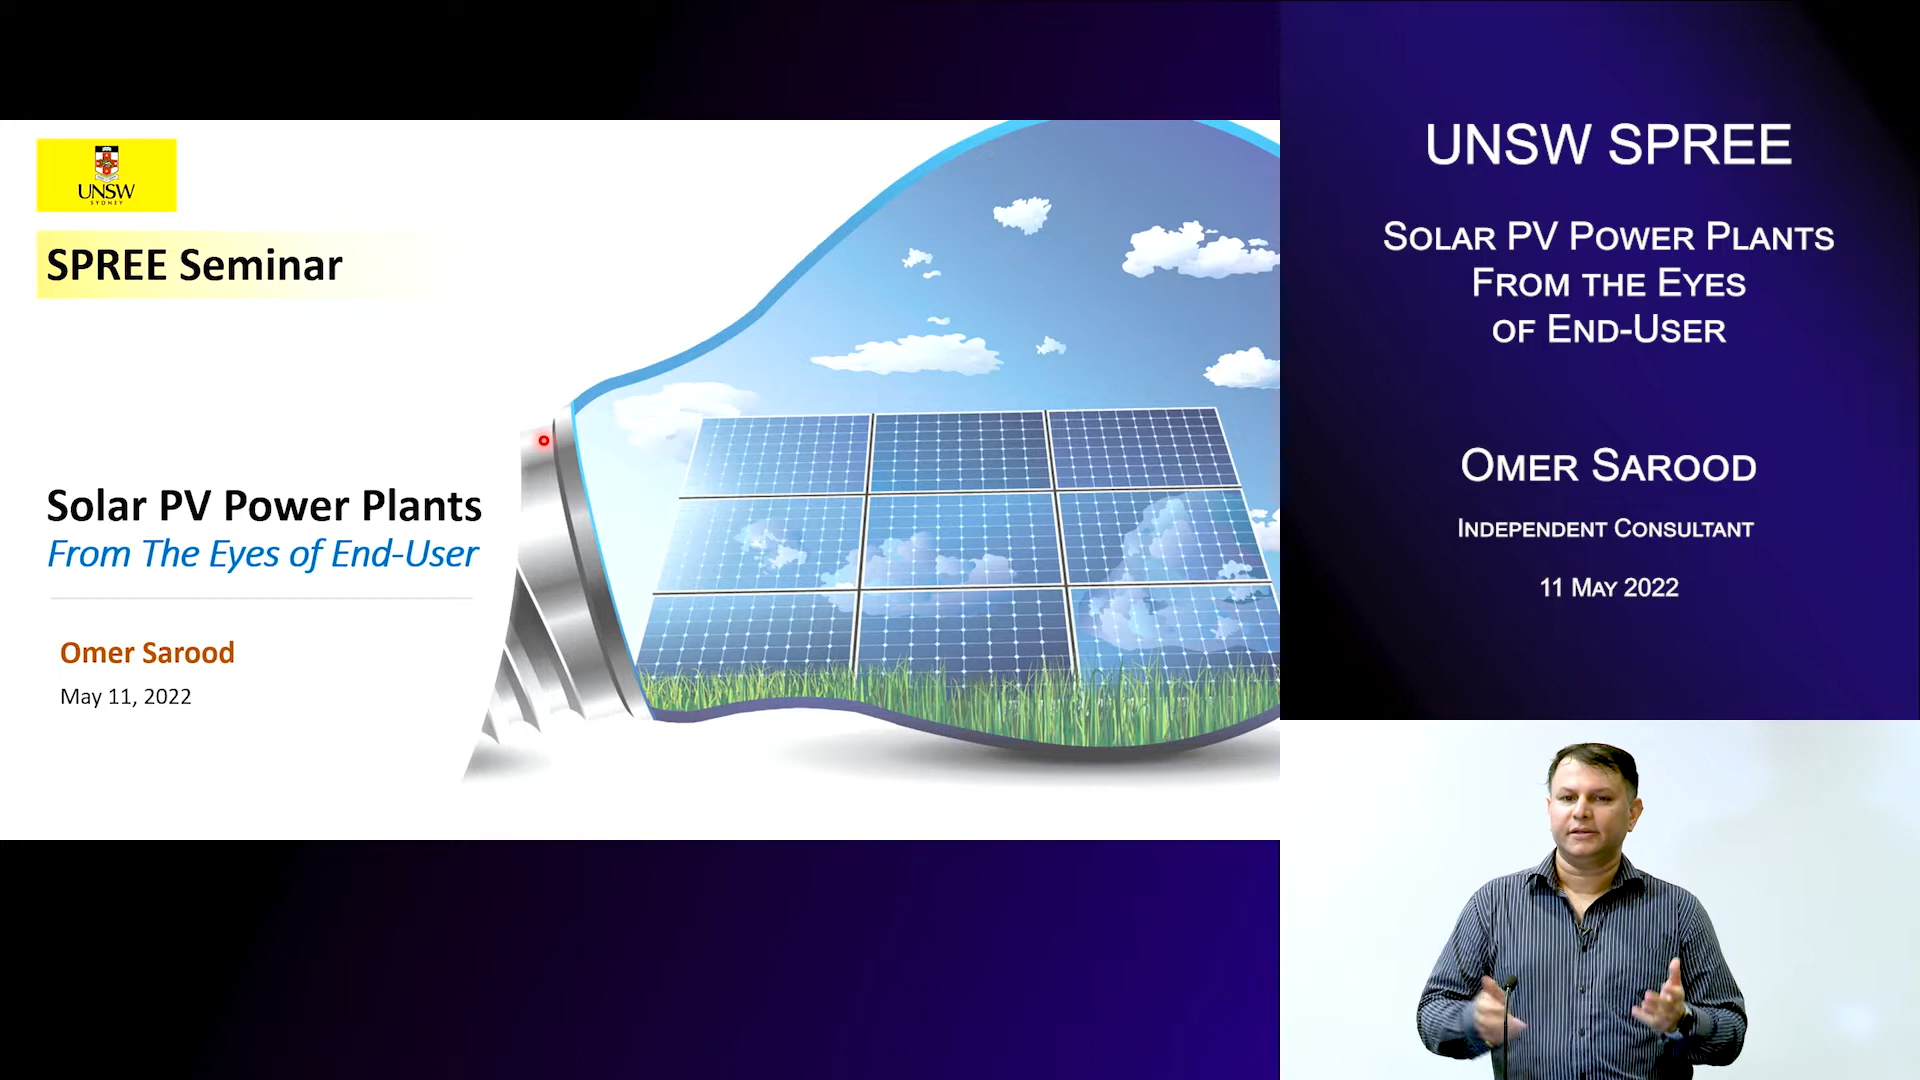 UNSW
SYDNEY
SPREE Seminar
Solar PV Power Plants
From The Eyes of End-User
Omer Sarood
May 11, 2022
UNSW SPREE
Solar PV Power Plants
From the Eyes
of End-User
Omer Sarood
Independent Consultant
11 May 2022